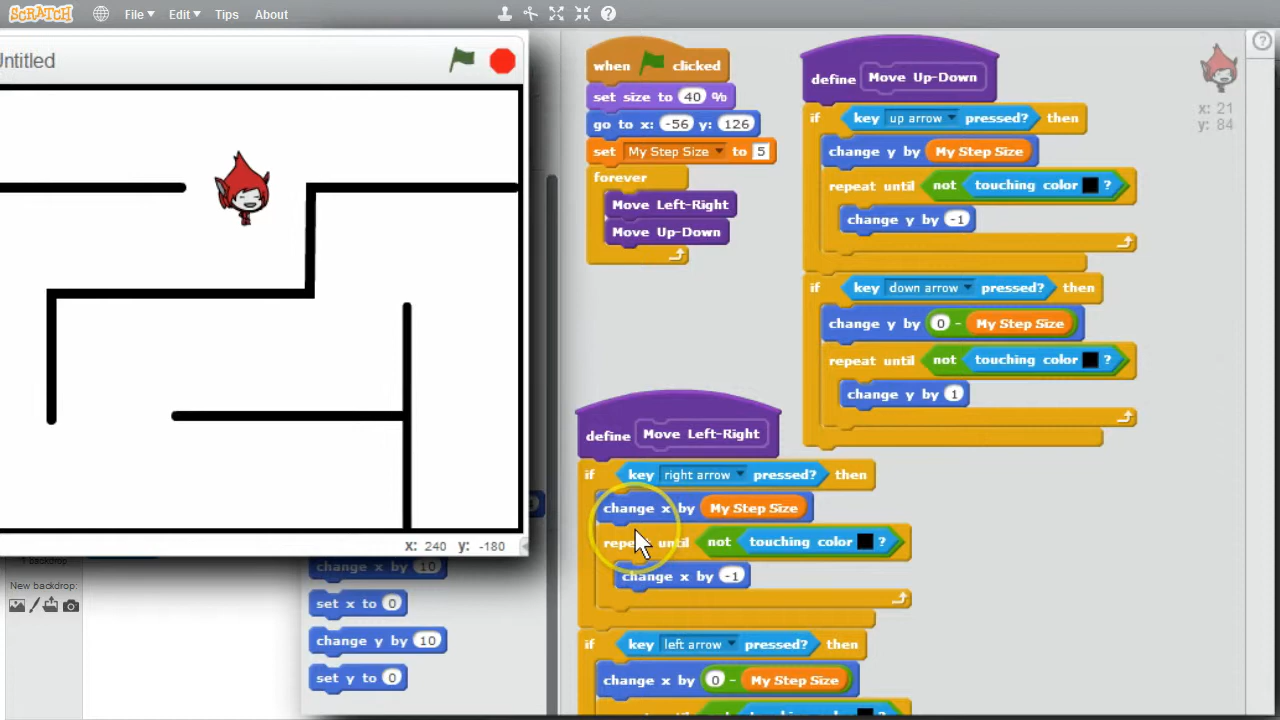 SCRATCH File Edit Tips About
Untitled
when clicked
set size to 40 %
go to x: -56 y: 126
set My Step Size to 5
forever
Move Left-Right
Move Up-Down
define Move Up-Down
if key up arrow pressed? then
change y by My Step Size
repeat until not touching color ?
change y by -1
if key down arrow pressed? then
change y by 0 - My Step Size
repeat until not touching color ?
change y by 1
x: 21
y: 84
define Move Left-Right
if key right arrow pressed? then
change x by My Step Size
repeat until not touching color ?
change x by -1
if key left arrow pressed? then
change x by 0 - My Step Size
x: 240 y: -180
New backdrop:
change x by 10
set x to 0
change y by 10
set y to 0